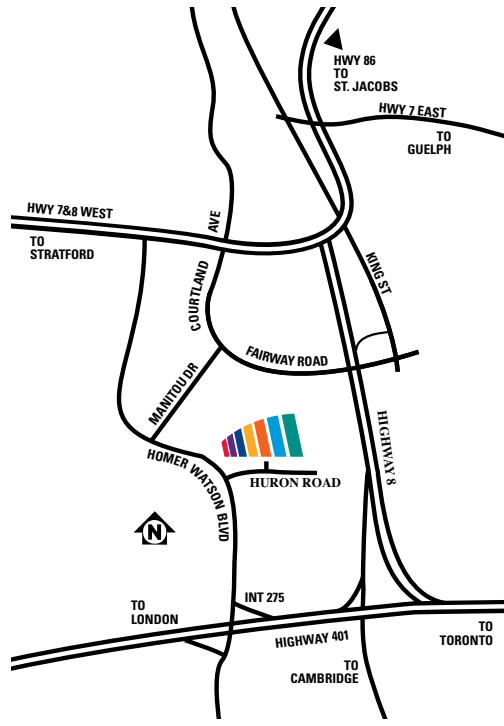 HWY 86
TO
ST. JACOBS
HWY 7 EAST
TO
GUELPH
HWY 7&8 WEST
TO
STRATFORD
COURTLAND AVE
KING ST
FAIRWAY ROAD
MANITOU DR
HIGHWAY 8
HOMER WATSON BLVD
HURON ROAD
N
INT 275
TO
LONDON
HIGHWAY 401
TO
TORONTO
TO
CAMBRIDGE